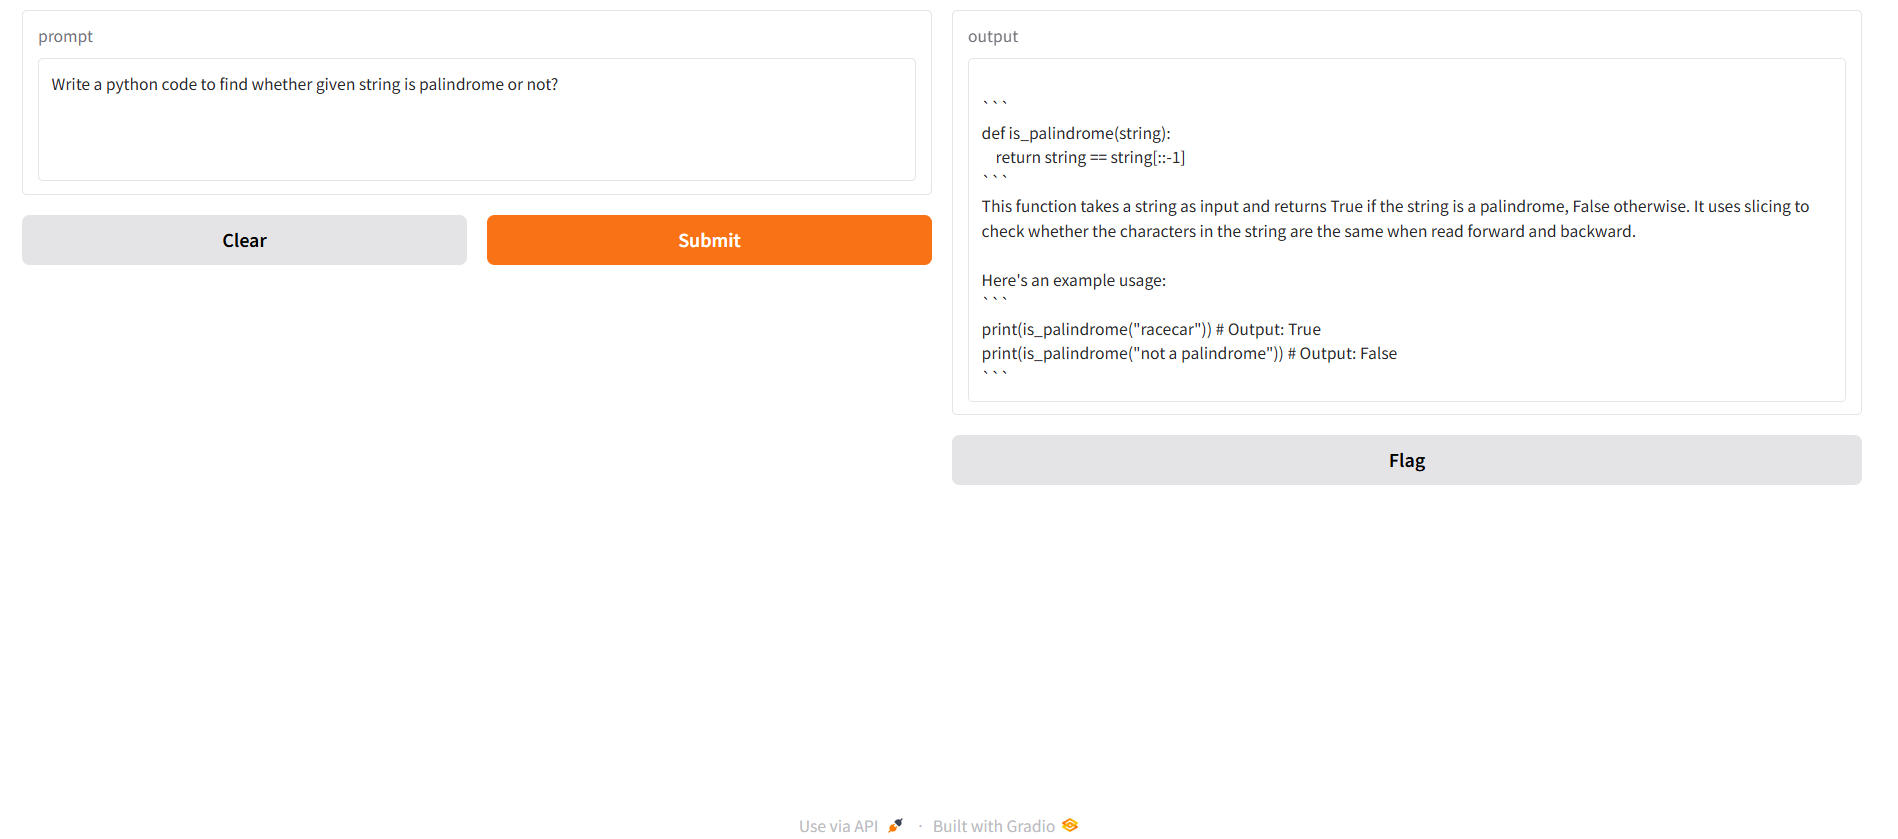 prompt
Write a python code to find whether given string is palindrome or not?
Clear
Submit
output
```
def is_palindrome(string):
    return string == string[::-1]
```
This function takes a string as input and returns True if the string is a palindrome, False otherwise. It uses slicing to
check whether the characters in the string are the same when read forward and backward.
Here's an example usage:
```
print(is_palindrome("racecar")) # Output: True
print(is_palindrome("not a palindrome")) # Output: False
```
Flag
Use via API · Built with Gradio